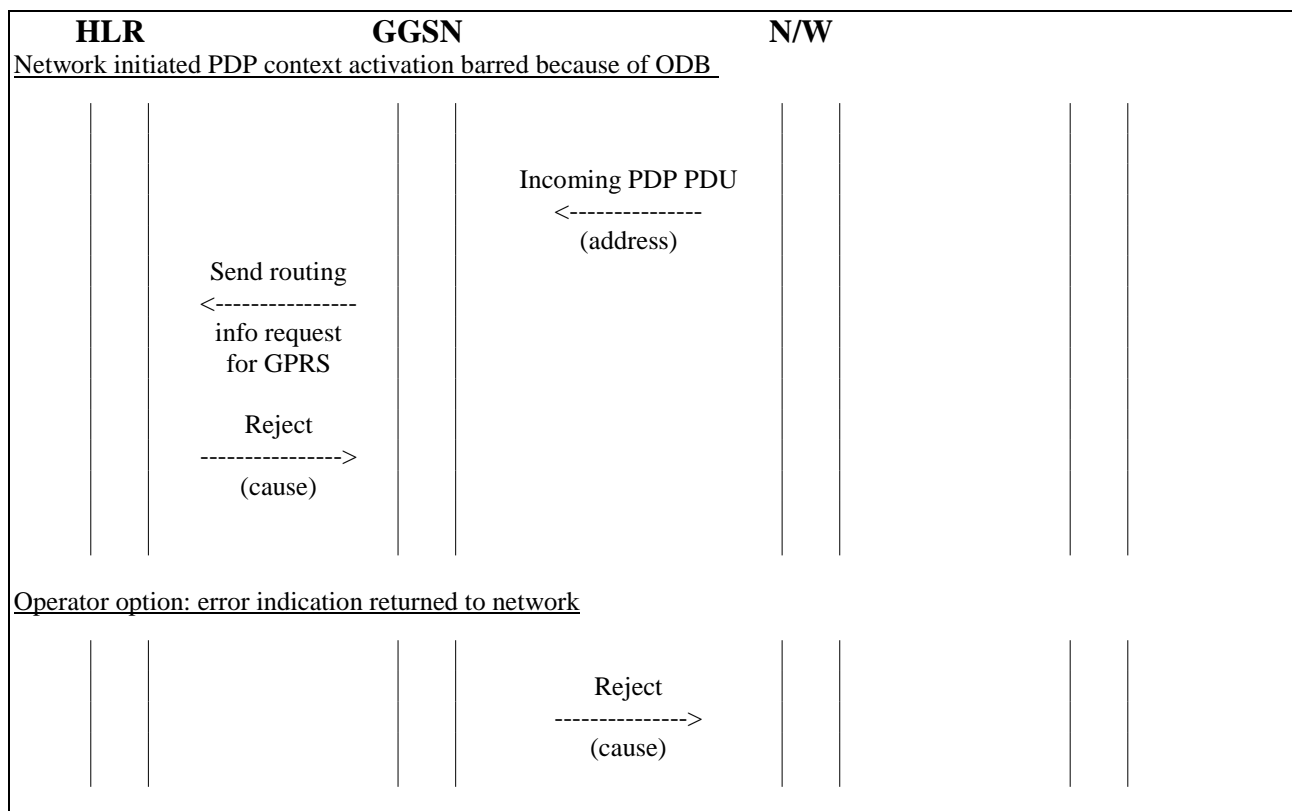 HLR GGSN N/W
Network initiated PDP context activation barred because of ODB
Incoming PDP PDU
<---------------
(address)
Send routing
<----------------
info request
for GPRS
Reject
---------------->
(cause)
Operator option: error indication returned to network
Reject
--------------->
(cause)